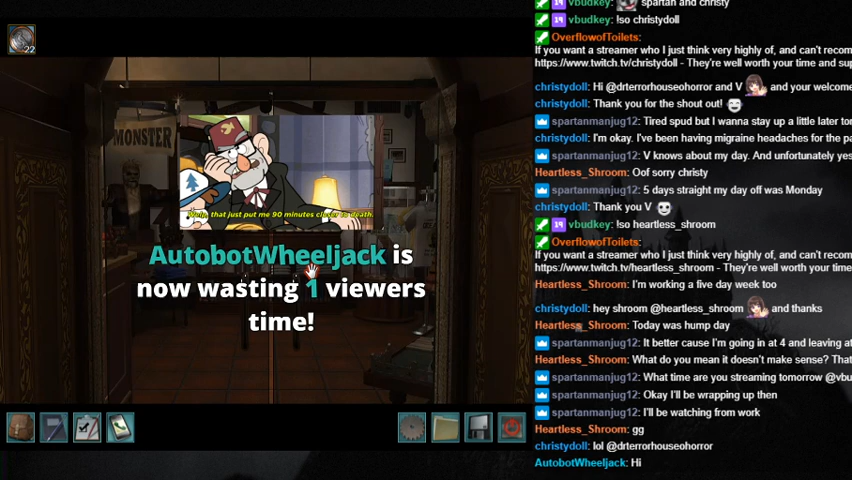 22
MONSTER
Welp, that just put me 90 minutes closer to death.
AutobotWheeljack is
now wasting 1 viewers
time!
19 vbudkey: spartan and christy
19 vbudkey: !so christydoll
OverflowofToilets:
If you want a streamer who I just think very highly of, and can't recom
https://www.twitch.tv/christydoll - They're well worth your time and sup
christydoll: Hi @drterrorhouseohorror and V and your welcome
christydoll: Thank you for the shout out!
spartanmanjug12: Tired spud but I wanna stay up a little later to
christydoll: I'm okay. I've been having migraine headaches for the pa
spartanmanjug12: V knows about my day. And unfortunately yes
Heartless_Shroom: Oof sorry christy
spartanmanjug12: 5 days straight my day off was Monday
christydoll: Thank you V
19 vbudkey: !so heartless_shroom
OverflowofToilets:
If you want a streamer who I just think very highly of, and can't recom
https://www.twitch.tv/heartless_shroom - They're well worth your time
Heartless_Shroom: I'm working a five day week too
christydoll: hey shroom @heartless_shroom and thanks
Heartless_Shroom: Today was hump day
spartanmanjug12: It better cause I'm going in at 4 and leaving at
Heartless_Shroom: What do you mean it doesn't make sense? That
spartanmanjug12: What time are you streaming tomorrow @vbu
spartanmanjug12: Okay I'll be wrapping up then
spartanmanjug12: I'll be watching from work
Heartless_Shroom: gg
christydoll: lol @drterrorhouseohorror
AutobotWheeljack: Hi